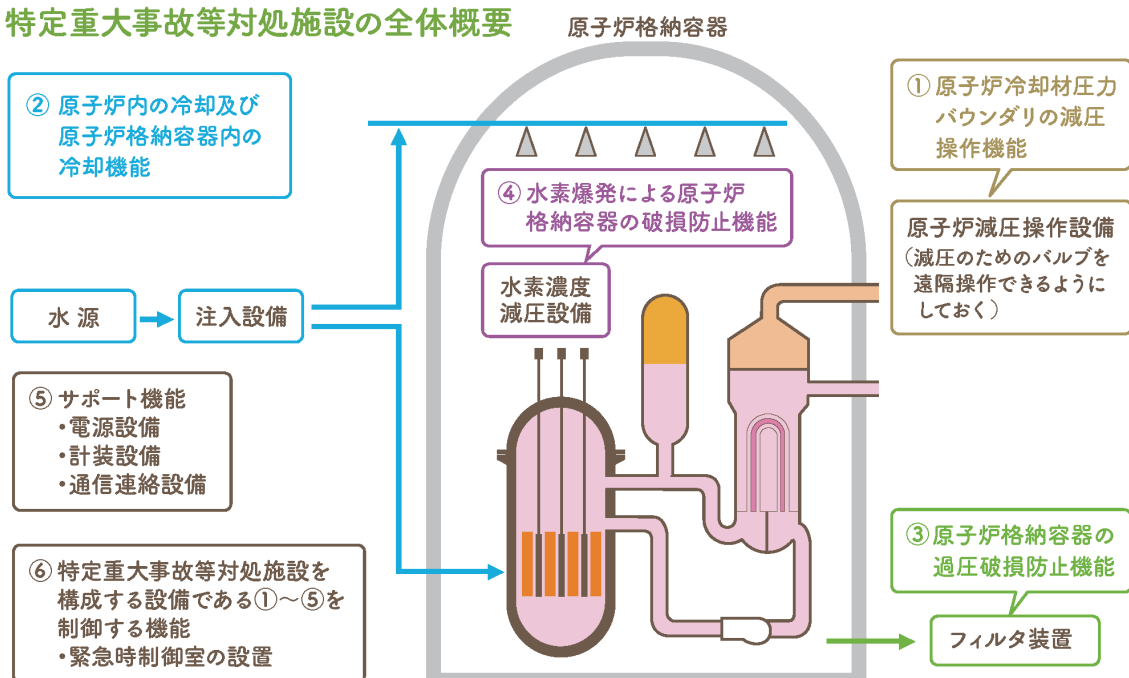 特定重大事故等対処施設の全体概要
原子炉格納容器
② 原子炉内の冷却及び
原子炉格納容器内の
冷却機能
① 原子炉冷却材圧力
バウンダリの減圧
操作機能
④ 水素爆発による原子炉
格納容器の破損防止機能
原子炉減圧操作設備
（減圧のためのバルブを
遠隔操作できるように
しておく）
水素濃度
減圧設備
水 源
注入設備
⑤ サポート機能
・電源設備
・計装設備
・通信連絡設備
③ 原子炉格納容器の
過圧破損防止機能
フィルタ装置
⑥ 特定重大事故等対処施設を
構成する設備である①～⑤を
制御する機能
・緊急時制御室の設置